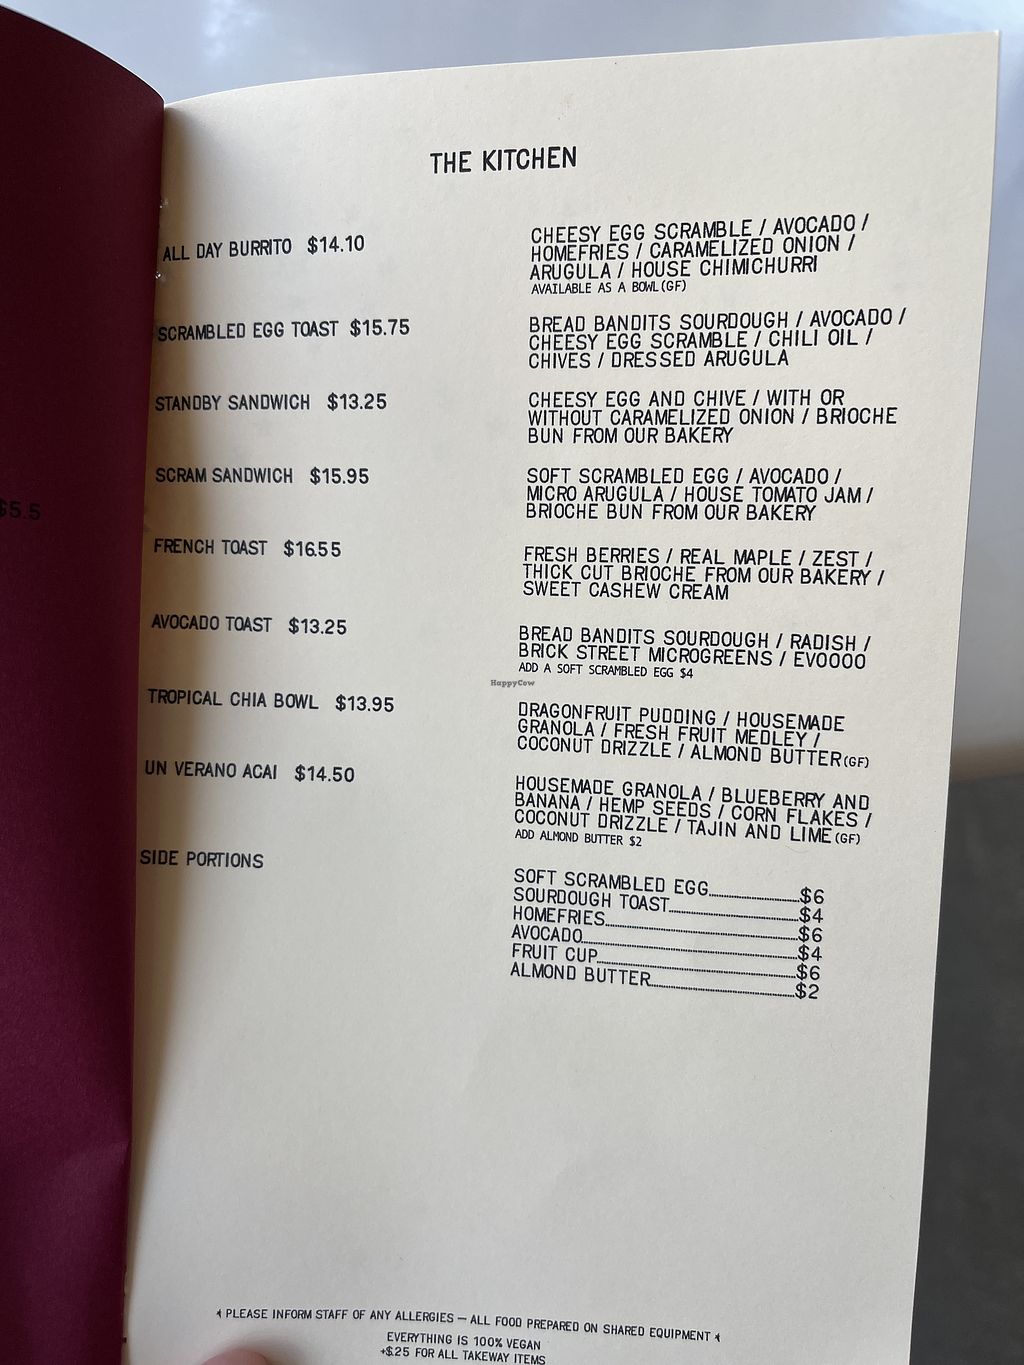 THE KITCHEN
ALL DAY BURRITO $14.10
CHEESY EGG SCRAMBLE / AVOCADO /
HOMEFRIES / CARAMELIZED ONION /
ARUGULA / HOUSE CHIMICHURRI
AVAILABLE AS A BOWL (GF)
SCRAMBLED EGG TOAST $15.75
BREAD BANDITS SOURDOUGH / AVOCADO /
CHEESY EGG SCRAMBLE / CHILI OIL /
CHIVES / DRESSED ARUGULA
STANDBY SANDWICH $13.25
CHEESY EGG AND CHIVE / WITH OR
WITHOUT CARAMELIZED ONION / BRIOCHE
BUN FROM OUR BAKERY
SCRAM SANDWICH $15.95
SOFT SCRAMBLED EGG / AVOCADO /
MICRO ARUGULA / HOUSE TOMATO JAM /
BRIOCHE BUN FROM OUR BAKERY
$5.5
FRENCH TOAST $16.55
FRESH BERRIES / REAL MAPLE / ZEST /
THICK CUT BRIOCHE FROM OUR BAKERY /
SWEET CASHEW CREAM
AVOCADO TOAST $13.25
BREAD BANDITS SOURDOUGH / RADISH /
BRICK STREET MICROGREENS / EVOOOO
ADD A SOFT SCRAMBLED EGG $4
HappyCow
TROPICAL CHIA BOWL $13.95
DRAGONFRUIT PUDDING / HOUSEMADE
GRANOLA / FRESH FRUIT MEDLEY /
COCONUT DRIZZLE / ALMOND BUTTER (GF)
UN VERANO ACAI $14.50
HOUSEMADE GRANOLA / BLUEBERRY AND
BANANA / HEMP SEEDS / CORN FLAKES /
COCONUT DRIZZLE / TAJIN AND LIME (GF)
ADD ALMOND BUTTER $2
SIDE PORTIONS
SOFT SCRAMBLED EGG $6
SOURDOUGH TOAST $4
HOMEFRIES $6
AVOCADO $4
FRUIT CUP $6
ALMOND BUTTER $2
* PLEASE INFORM STAFF OF ANY ALLERGIES — ALL FOOD PREPARED ON SHARED EQUIPMENT *
EVERYTHING IS 100% VEGAN
+$.25 FOR ALL TAKEWAY ITEMS